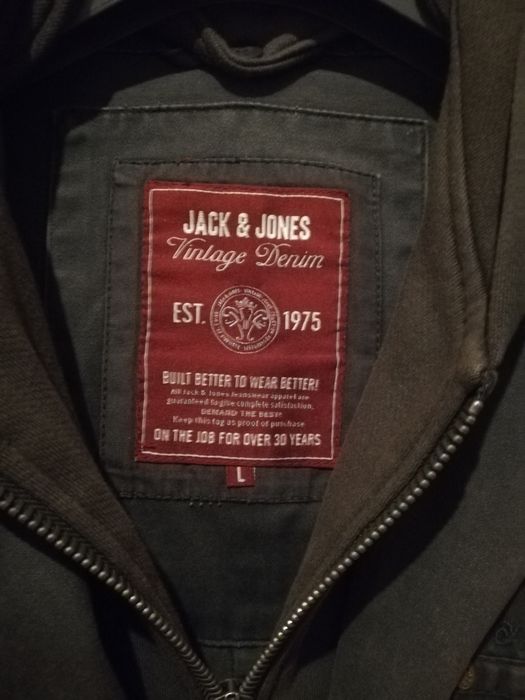 JACK & JONES
Vintage Denim
EST. 1975
BUILT BETTER TO WEAR BETTER!
All Jack & Jones Jeanswear apparel are
guaranteed to give complete satisfaction.
DEMAND THE BEST!
Keep this tag as proof of purchase
ON THE JOB FOR OVER 30 YEARS
L